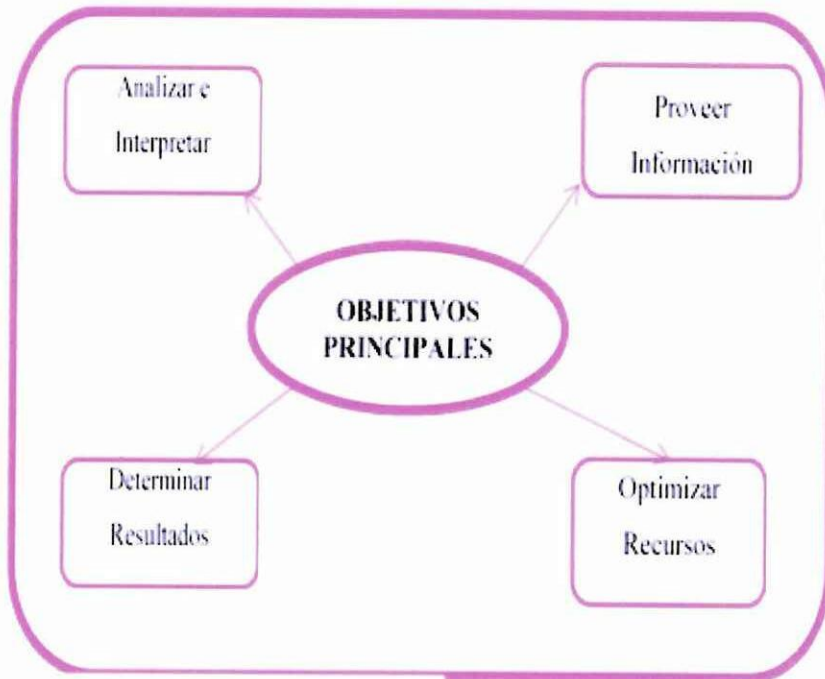 Analizar e
Interpretar
Proveer
Información
OBJETIVOS
PRINCIPALES
Determinar
Resultados
Optimizar
Recursos